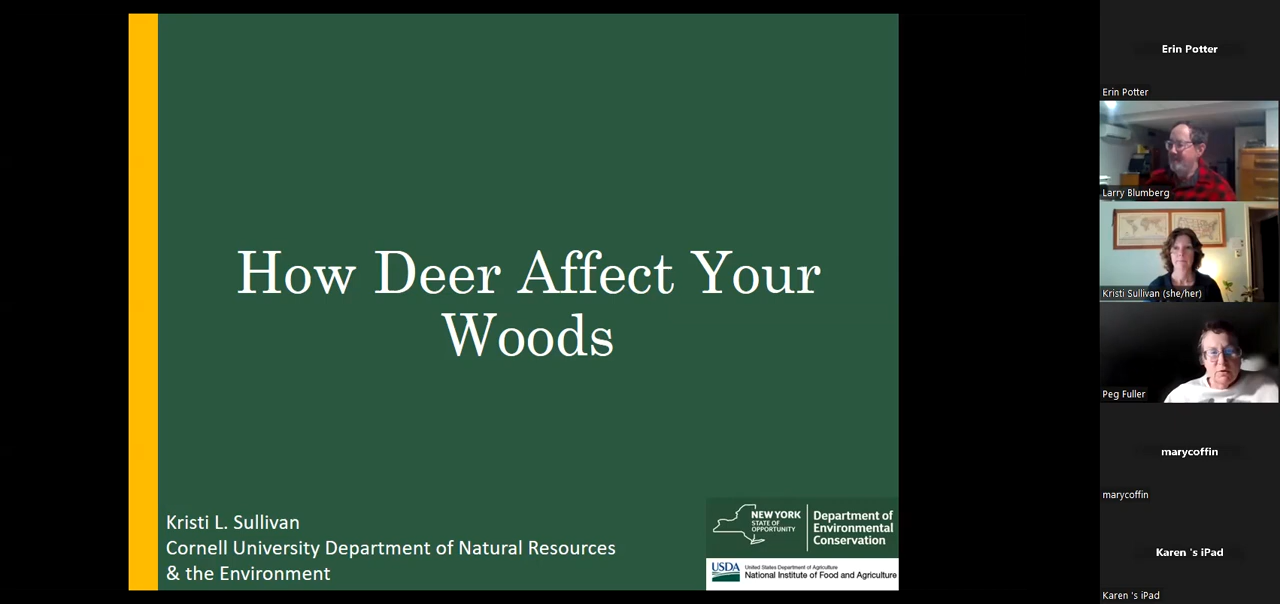 How Deer Affect Your
Woods
Kristi L. Sullivan
Cornell University Department of Natural Resources
& the Environment
NEW YORK
STATE OF
OPPORTUNITY
Department of
Environmental
Conservation
USDA
United States Department of Agriculture
National Institute of Food and Agriculture
Erin Potter
Erin Potter
Larry Blumberg
Kristi Sullivan (she/her)
Peg Fuller
marycoffin
marycoffin
Karen 's iPad
Karen 's iPad